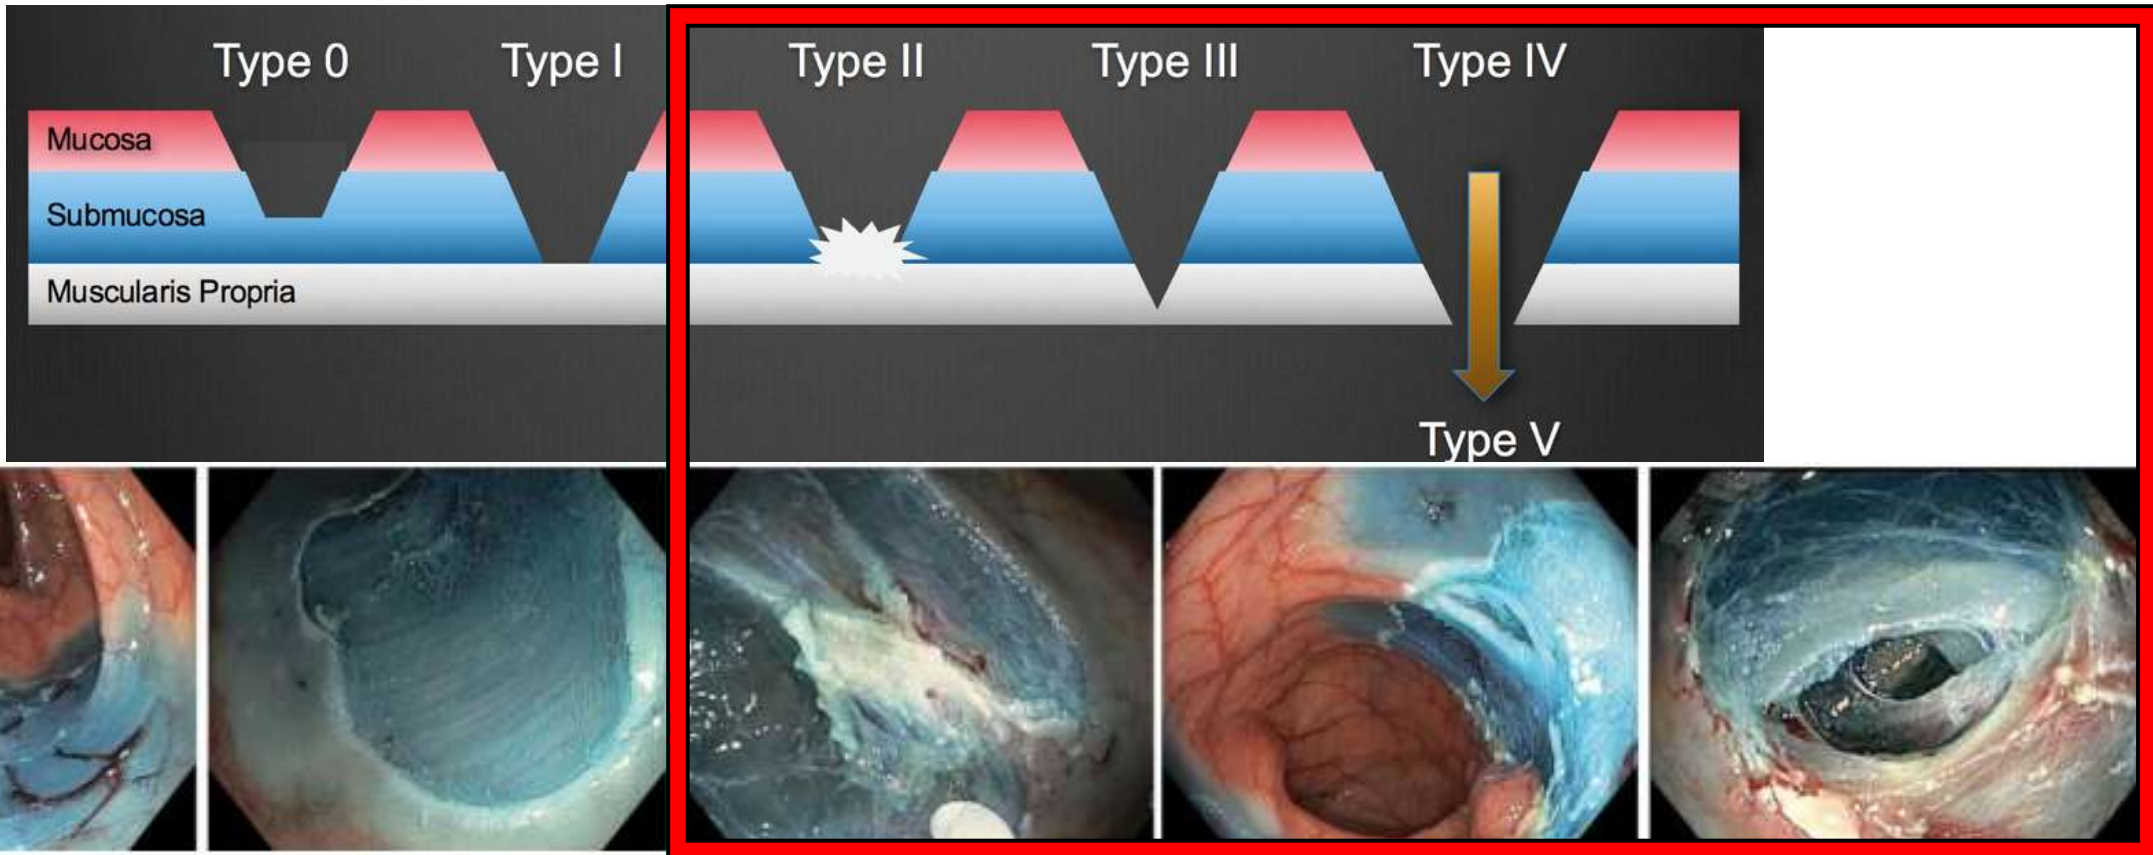 Type 0
Type I
Type II
Type III
Type IV
Mucosa
Submucosa
Muscularis Propria
Type V